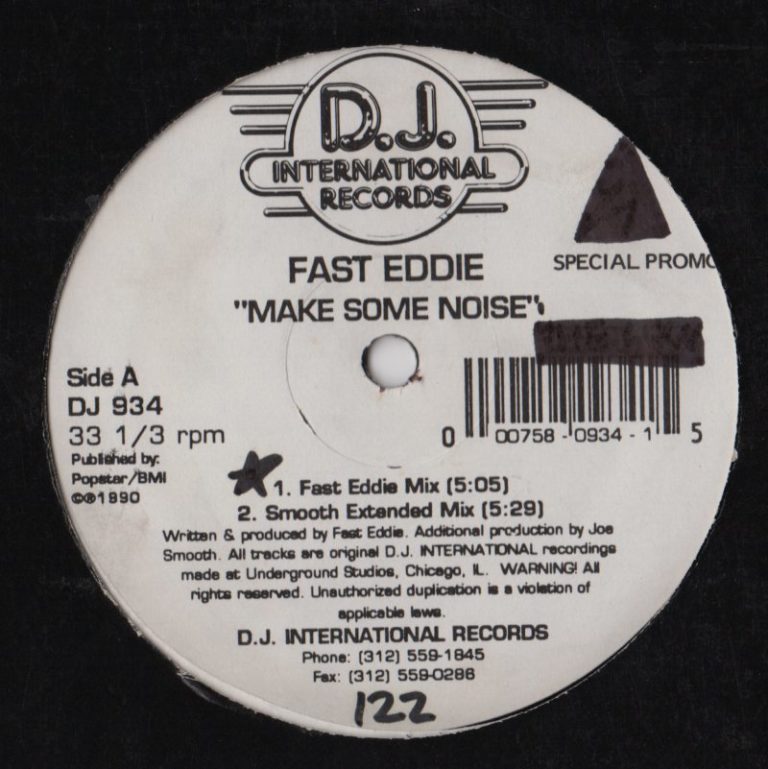 D.J.
INTERNATIONAL
RECORDS
FAST EDDIE
SPECIAL PROMO
"MAKE SOME NOISE"
Side A
DJ 934
33 1/3 rpm
Published by:
Popstar/BMI
©℗1990
0 00758-0934-1 5
1. Fast Eddie Mix (5:05)
2. Smooth Extended Mix (5:29)
Written & produced by Fast Eddie. Additional production by Joe
Smooth. All tracks are original D.J. INTERNATIONAL recordings
made at Underground Studios, Chicago, IL. WARNING! All
rights reserved. Unauthorized duplication is a violation of
applicable laws.
D.J. INTERNATIONAL RECORDS
Phone: (312) 559-1845
Fax: (312) 559-0286
122